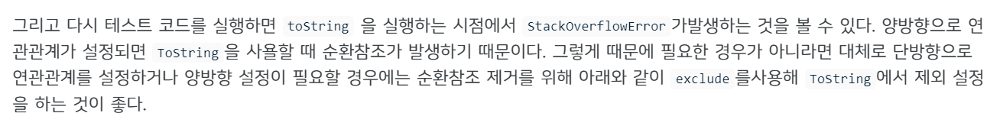 그리고 다시 테스트 코드를 실행하면 toString 을 실행하는 시점에서 StackOverflowError 가발생하는 것을 볼 수 있다. 양방향으로 연
관관계가 설정되면 ToString 을 사욜할 때 순환참조가 발생하기 때문이다. 그렇게 때문에 필요한 경우가 아니라면 대체로 단방향으로
연관관계를 설정하거나 양방향 설정이 필요할 경우에는 순환참조 제거를 위해 아래와 같이 exclude 를사용해 ToString 에서 제외 설정
을 하는 것이 좋다.